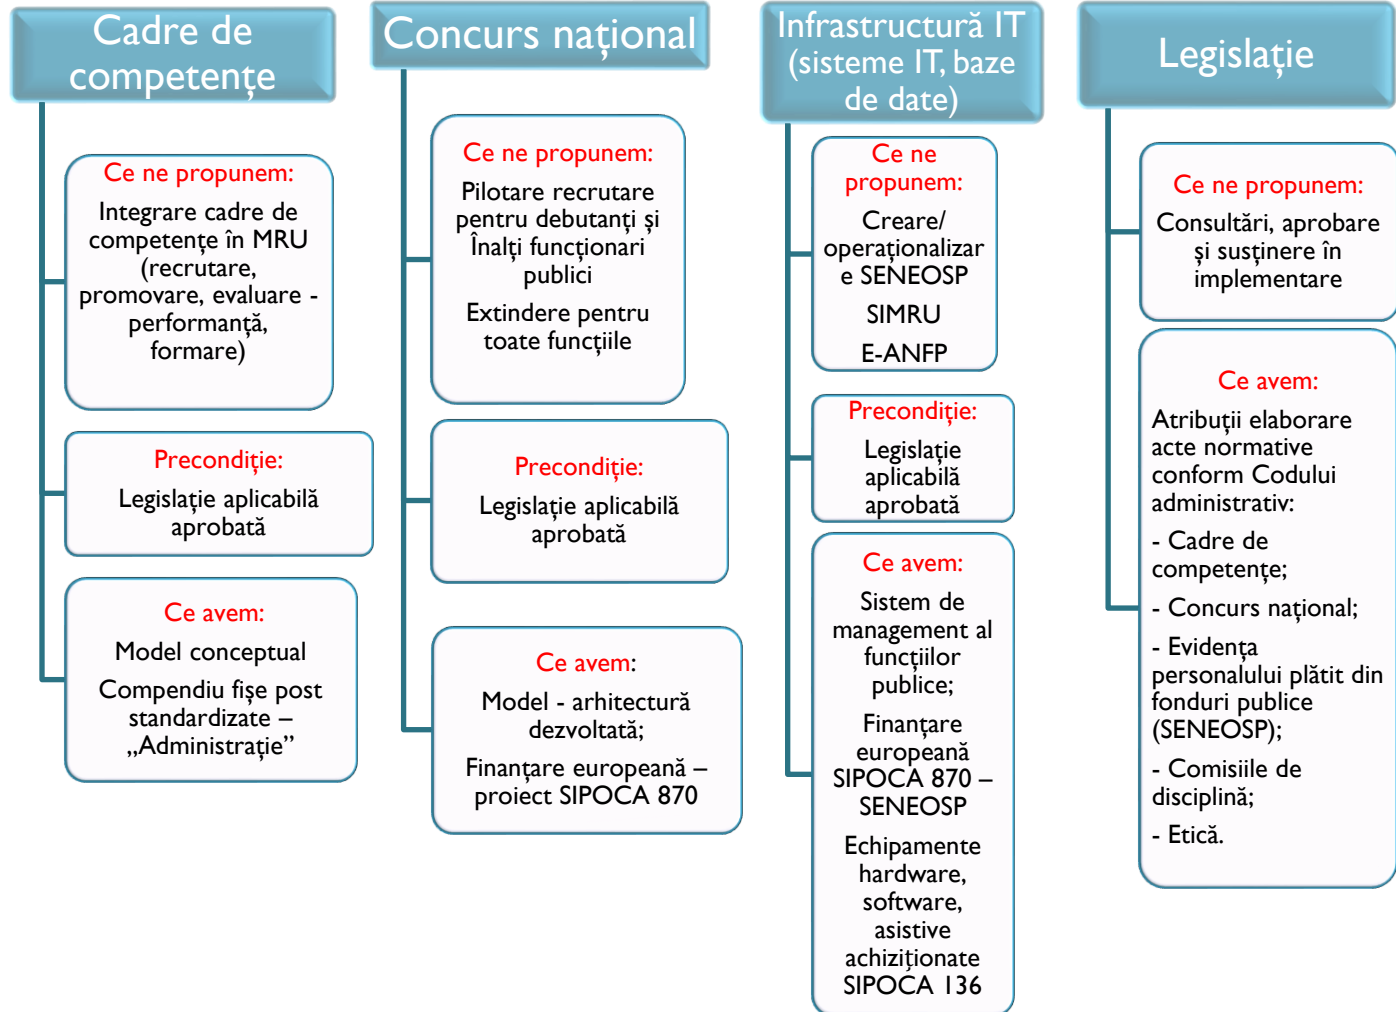 Cadre de
competențe
Ce ne propunem:
Integrare cadre de
competențe în MRU
(recrutare,
promovare, evaluare -
performanță,
formare)
Precondiție:
Legislație aplicabilă
aprobată
Ce avem:
Model conceptual
Compendiu fișe post
standardizate –
„Administrație”
Concurs național
Ce ne propunem:
Pilotare recrutare
pentru debutanți și
Înalți funcționari
publici
Extindere pentru
toate funcțiile
Precondiție:
Legislație aplicabilă
aprobată
Ce avem:
Model - arhitectură
dezvoltată;
Finanțare europeană –
proiect SIPOCA 870
Infrastructură IT
(sisteme IT, baze
de date)
Ce ne
propunem:
Creare/
operaționalizar
e SENEOSP
SIMRU
E-ANFP
Precondiție:
Legislație
aplicabilă
aprobată
Ce avem:
Sistem de
management al
funcțiilor
publice;
Finanțare
europeană
SIPOCA 870 –
SENEOSP
Echipamente
hardware,
software,
asistive
achiziționate
SIPOCA 136
Legislație
Ce ne propunem:
Consultări, aprobare
și susținere în
implementare
Ce avem:
Atribuții elaborare
acte normative
conform Codului
administrativ:
- Cadre de
competențe;
- Concurs național;
- Evidența
personalului plătit din
fonduri publice
(SENEOSP);
- Comisiile de
disciplină;
- Etică.